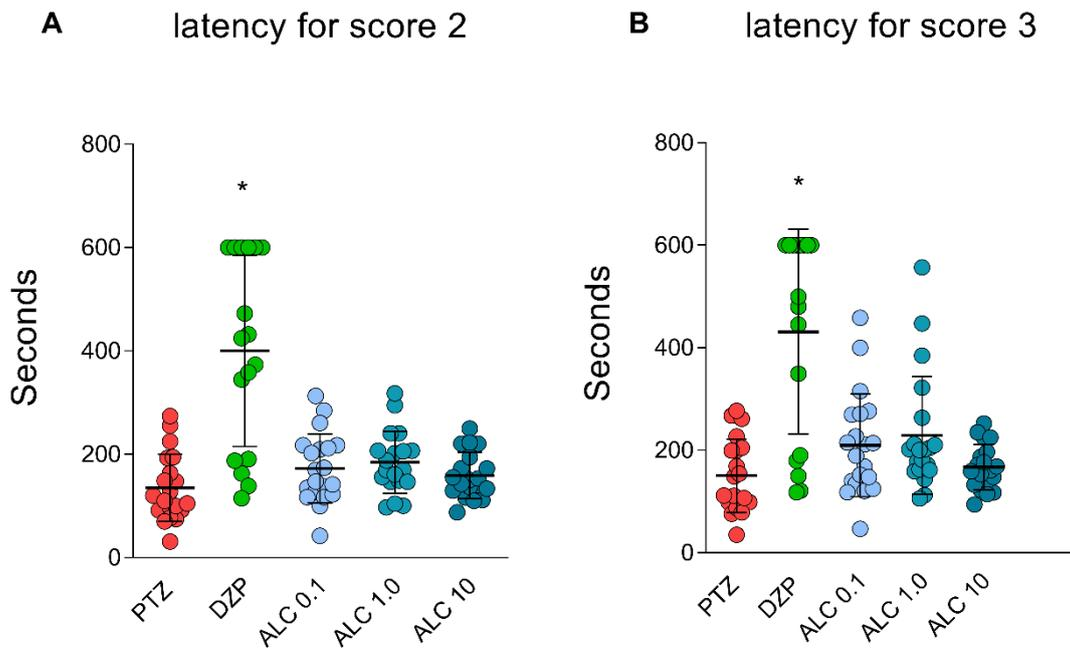 A latency for score 2
Seconds
800
600
400
200
0
*
PTZ DZP ALC 0.1 ALC 1.0 ALC 10
B latency for score 3
Seconds
800
600
400
200
0
*
PTZ DZP ALC 0.1 ALC 1.0 ALC 10